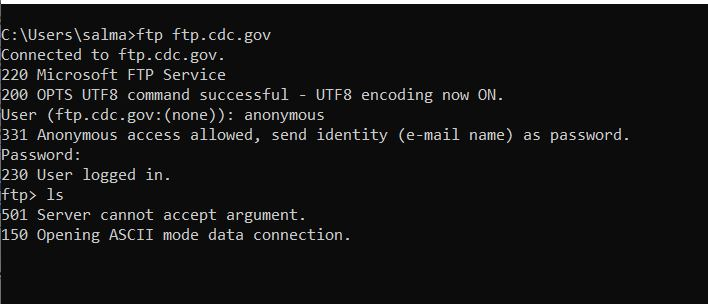 C:\Users\salma>ftp ftp.cdc.gov
Connected to ftp.cdc.gov.
220 Microsoft FTP Service
200 OPTS UTF8 command successful - UTF8 encoding now ON.
User (ftp.cdc.gov:(none)): anonymous
331 Anonymous access allowed, send identity (e-mail name) as password.
Password:
230 User logged in.
ftp> ls
501 Server cannot accept argument.
150 Opening ASCII mode data connection.